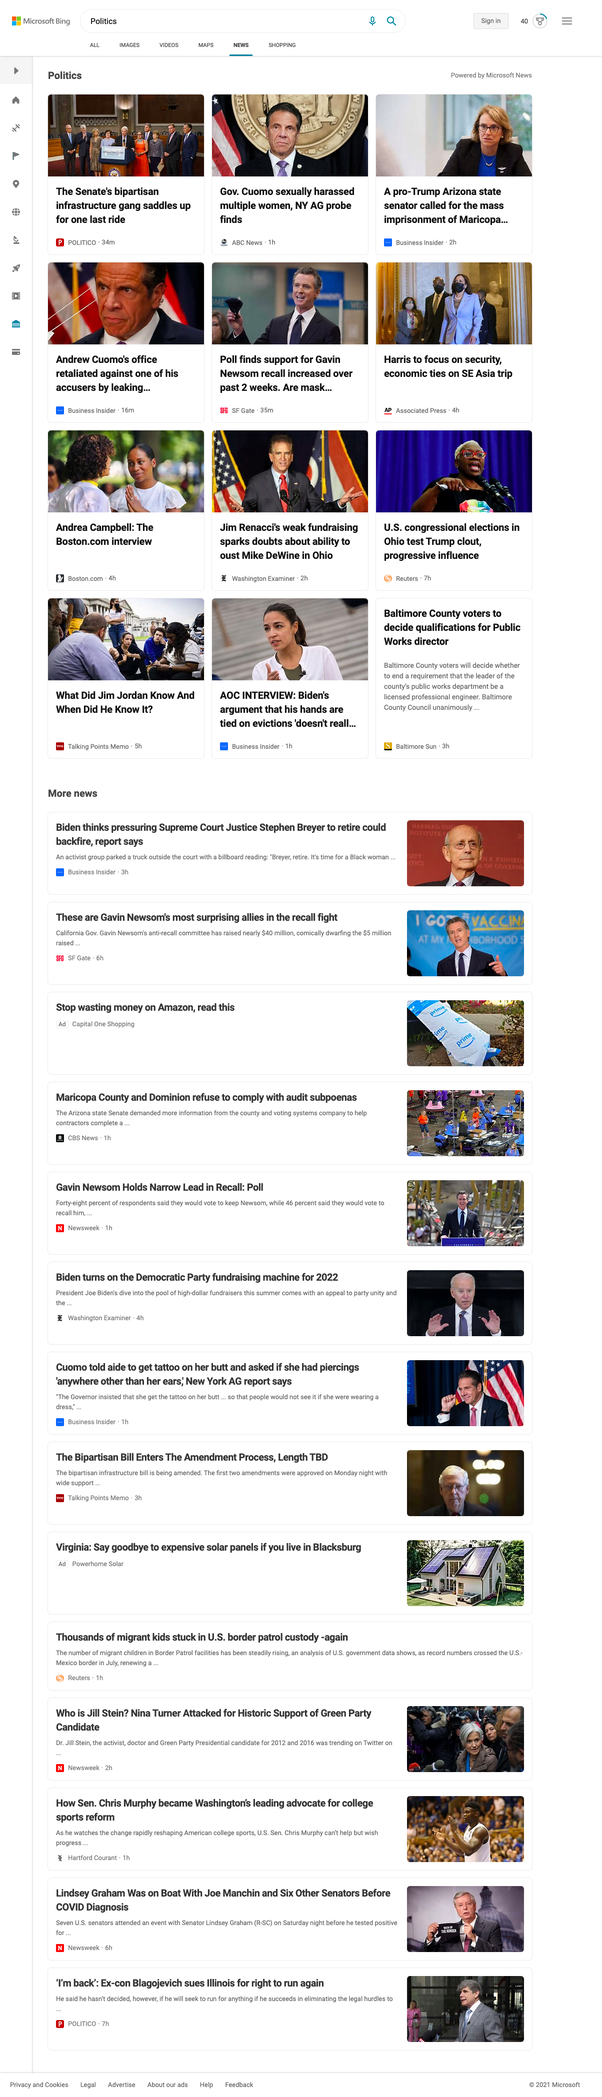 Microsoft Bing
Politics
Sign in
40
ALL
IMAGES
VIDEOS
MAPS
NEWS
SHOPPING
Politics
Powered by Microsoft News
The Senate's bipartisan
infrastructure gang saddles up
for one last ride
POLITICO · 34m
Gov. Cuomo sexually harassed
multiple women, NY AG probe
finds
ABC News · 1h
A pro-Trump Arizona state
senator called for the mass
imprisonment of Maricopa...
Business Insider · 2h
Andrew Cuomo's office
retaliated against one of his
accusers by leaking...
Business Insider · 16m
Poll finds support for Gavin
Newsom recall increased over
past 2 weeks. Are mask...
SF Gate · 35m
Harris to focus on security,
economic ties on SE Asia trip
AP
Associated Press · 4h
Andrea Campbell: The
Boston.com interview
Boston.com · 4h
Jim Renacci's weak fundraising
sparks doubts about ability to
oust Mike DeWine in Ohio
Washington Examiner · 2h
U.S. congressional elections in
Ohio test Trump clout,
progressive influence
Reuters · 7h
What Did Jim Jordan Know And
When Did He Know It?
Talking Points Memo · 5h
AOC INTERVIEW: Biden's
argument that his hands are
tied on evictions 'doesn't reall...
Business Insider · 1h
Baltimore County voters to
decide qualifications for Public
Works director
Baltimore County voters will decide whether
to end a requirement that the leader of the
county's public works department be a
licensed professional engineer. Baltimore
County Council unanimously ...
Baltimore Sun · 3h
More news
Biden thinks pressuring Supreme Court Justice Stephen Breyer to retire could
backfire, report says
An activist group parked a truck outside the court with a billboard reading: "Breyer, retire. It's time for a Black woman ...
Business Insider · 3h
These are Gavin Newsom's most surprising allies in the recall fight
California Gov. Gavin Newsom's anti-recall committee has raised nearly $40 million, comically dwarfing the $5 million
raised ...
SF Gate · 6h
I GOT VACCIN
AT MY NEIGHBORHOOD S
Stop wasting money on Amazon, read this
Ad Capital One Shopping
prime
prime
Maricopa County and Dominion refuse to comply with audit subpoenas
The Arizona state Senate demanded more information from the county and voting systems company to help
contractors complete a ...
CBS News · 1h
Gavin Newsom Holds Narrow Lead in Recall: Poll
Forty-eight percent of respondents said they would vote to keep Newsom, while 46 percent said they would vote to
recall him, ...
N Newsweek · 1h
Biden turns on the Democratic Party fundraising machine for 2022
President Joe Biden's dive into the pool of high-dollar fundraisers this summer comes with an appeal to party unity and
the ...
Washington Examiner · 4h
Cuomo told aide to get tattoo on her butt and asked if she had piercings
'anywhere other than her ears,' New York AG report says
"The Governor insisted that she get the tattoo on her butt ... so that people would not see it if she were wearing a
dress," ...
Business Insider · 1h
The Bipartisan Bill Enters The Amendment Process, Length TBD
The bipartisan infrastructure bill is being amended. The first two amendments were approved on Monday night with
wide support ...
Talking Points Memo · 3h
Virginia: Say goodbye to expensive solar panels if you live in Blacksburg
Ad Powerhome Solar
Thousands of migrant kids stuck in U.S. border patrol custody -again
The number of migrant children in Border Patrol facilities has been steadily rising, an analysis of U.S. government data shows, as record numbers crossed the U.S.-
Mexico border in July, renewing a ...
Reuters · 1h
Who is Jill Stein? Nina Turner Attacked for Historic Support of Green Party
Candidate
Dr. Jill Stein, the activist, doctor and Green Party Presidential candidate for 2012 and 2016 was trending on Twitter on
...
N Newsweek · 2h
How Sen. Chris Murphy became Washington's leading advocate for college
sports reform
As he watches the change rapidly reshaping American college sports, U.S. Sen. Chris Murphy can't help but wish
progress ...
Hartford Courant · 1h
Lindsey Graham Was on Boat With Joe Manchin and Six Other Senators Before
COVID Diagnosis
Seven U.S. senators attended an event with Senator Lindsey Graham (R-SC) on Saturday night before he tested positive
for ...
N Newsweek · 6h
'I'm back': Ex-con Blagojevich sues Illinois for right to run again
He said he hasn't decided, however, if he will seek to run for anything if he succeeds in eliminating the legal hurdles to
...
POLITICO · 7h
Privacy and Cookies
Legal
Advertise
About our ads
Help
Feedback
© 2021 Microsoft